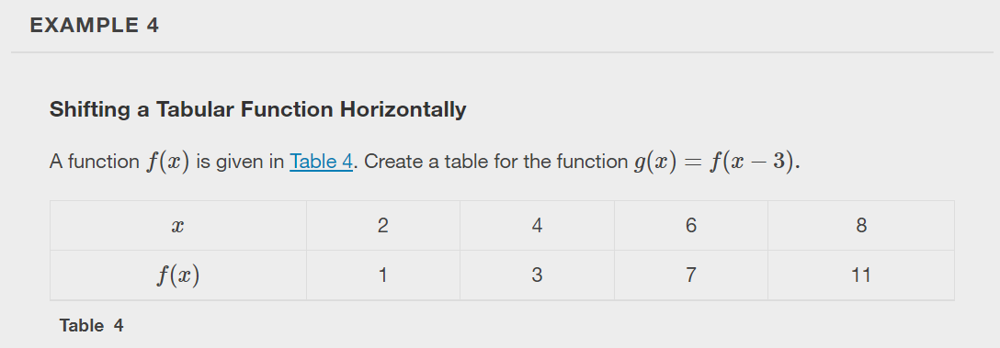 EXAMPLE 4
Shifting a Tabular Function Horizontally
A function f(x) is given in Table 4. Create a table for the function g(x) = f(x − 3).
x 2 4 6 8
f(x) 1 3 7 11
Table 4